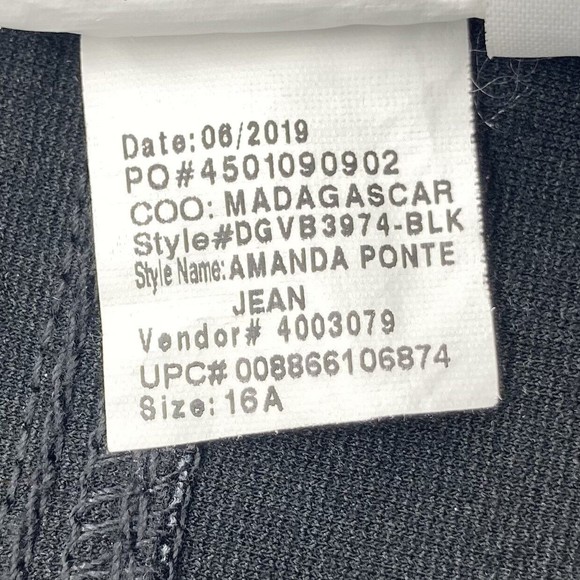 Date: 06/2019
PO#4501090902
COO: MADAGASCAR
Style#DGVB3974-BLK
Style Name: AMANDA PONTE
JEAN
Vendor# 4003079
UPC# 008866106874
Size: 16A